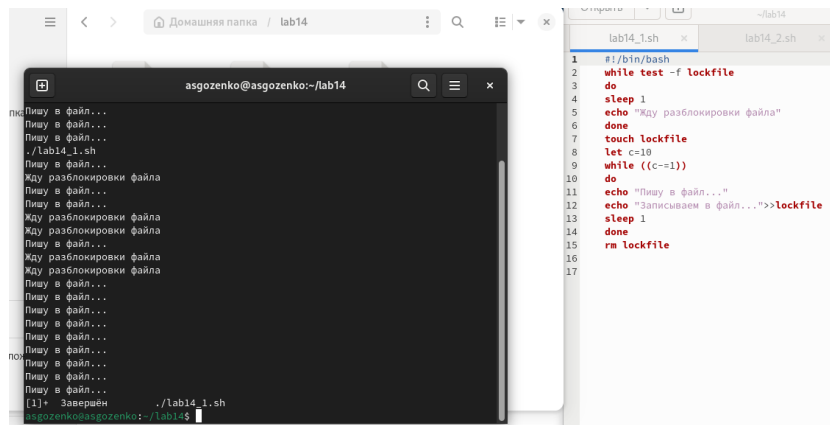 Домашняя папка / lab14
Открыть
~/lab14
lab14_1.sh × lab14_2.sh ×
asgozenko@asgozenko:~/lab14
Пишу в файл...
Пишу в файл...
Пишу в файл...
./lab14_1.sh
Пишу в файл...
Жду разблокировки файла
Пишу в файл...
Пишу в файл...
Жду разблокировки файла
Жду разблокировки файла
Пишу в файл...
Жду разблокировки файла
Жду разблокировки файла
Пишу в файл...
Пишу в файл...
Пишу в файл...
Пишу в файл...
Пишу в файл...
Пишу в файл...
Пишу в файл...
Пишу в файл...
Пишу в файл...
[1]+ Завершён ./lab14_1.sh
asgozenko@asgozenko:~/lab14$
1 #!/bin/bash
2 while test -f lockfile
3 do
4 sleep 1
5 echo "Жду разблокировки файла"
6 done
7 touch lockfile
8 let c=10
9 while ((c-=1))
10 do
11 echo "Пишу в файл..."
12 echo "Записываем в файл...">>lockfile
13 sleep 1
14 done
15 rm lockfile
16
17